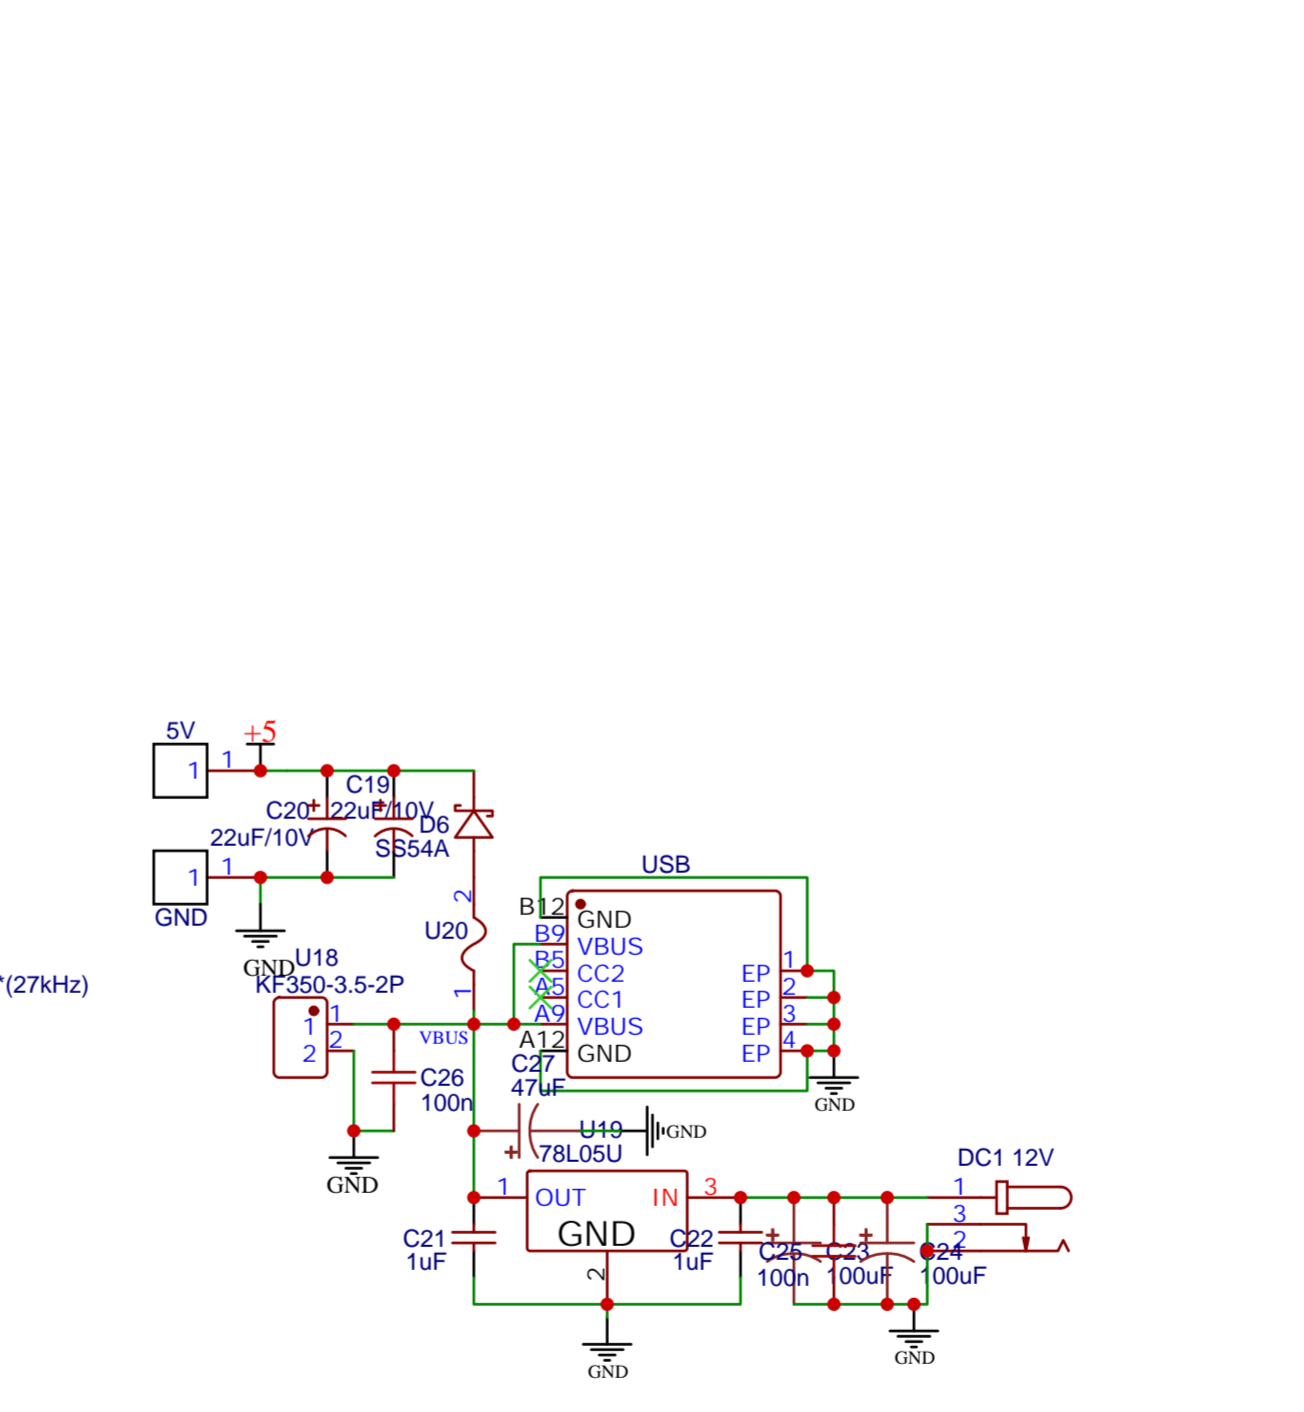 5V
+5
1
1
C19
C20
22uF/10V
D6
22uF/10V
SS54A
USB
1
1
2
B12
GND
GND
U20
B9
VBUS
U18
GND
B5
CC2
EP
1
*(27kHz)
KF350-3.5-2P
1
A5
CC1
EP
2
1
1
A9
VBUS
EP
3
VBUS
2
2
A12
GND
EP
4
C27
C26
47uF
100n
GND
U19
GND
78L05U
DC1 12V
GND
1
OUT
IN
3
1
3
GND
C21
C22
2
1uF
1uF
C25
C23
C24
100n
100uF
100uF
2
GND
GND